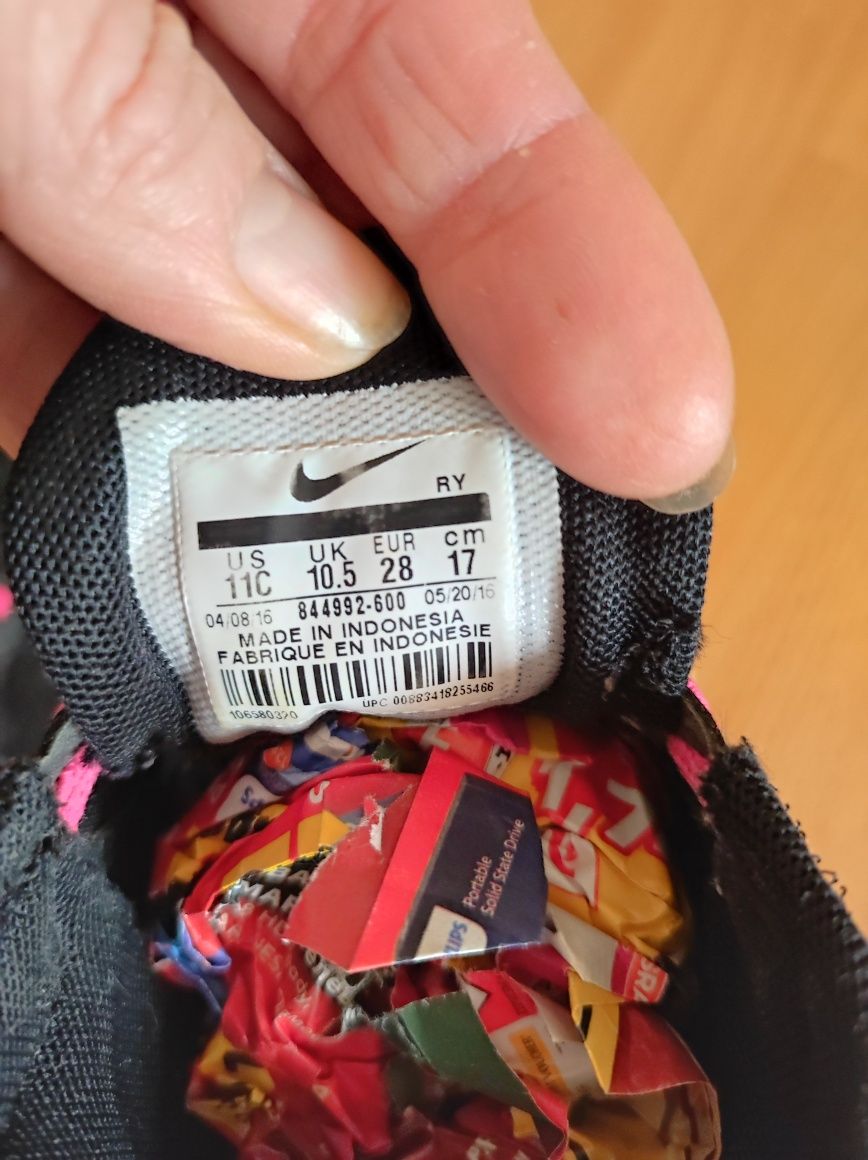 RY
US UK EUR cm
11C 10.5 28 17
04/08/16 844992-600 05/20/16
MADE IN INDONESIA
FABRIQUE EN INDONESIE
UPC 00883418255466
106580320
Portable
Solid State Drive